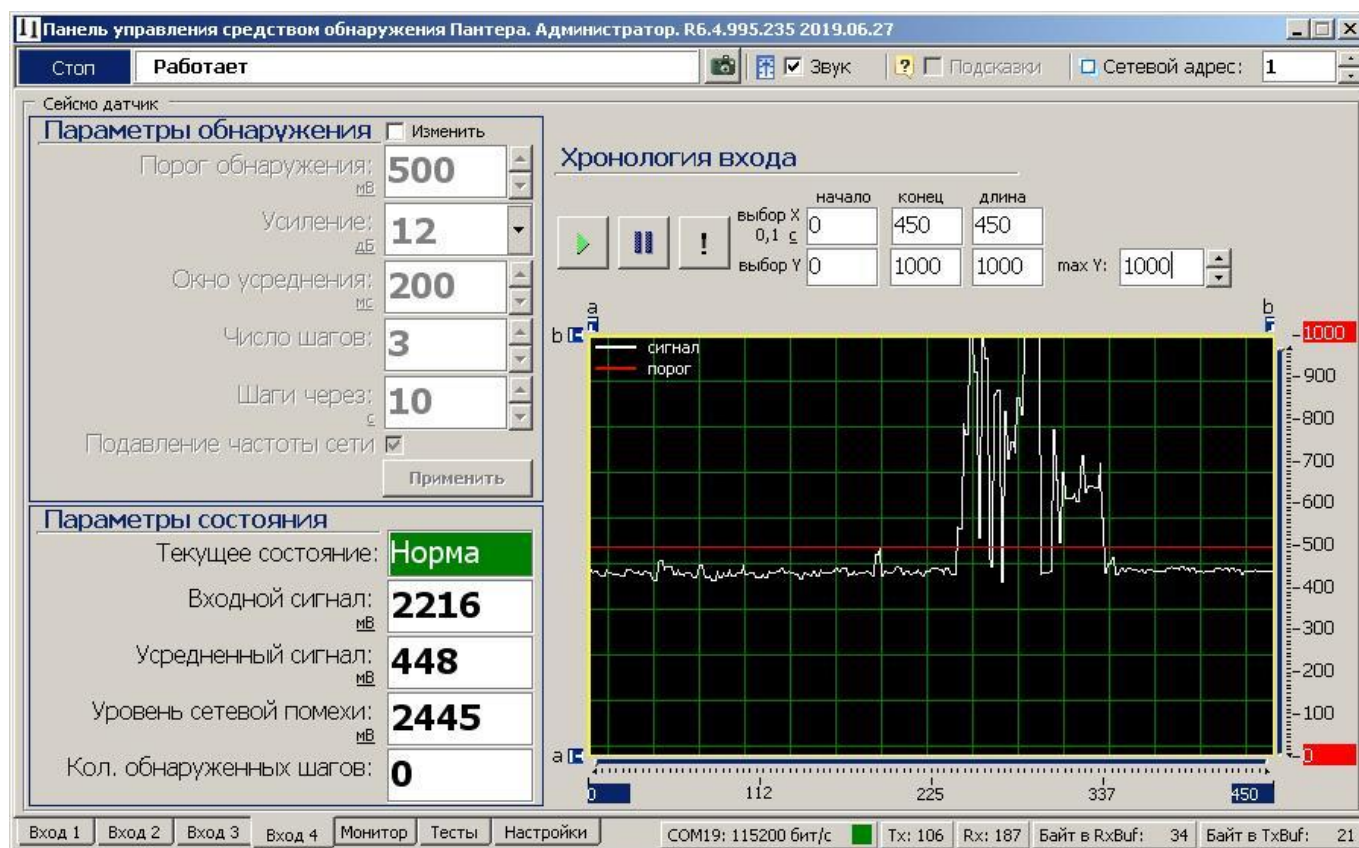 Панель управления средством обнаружения Пантера. Администратор. R6.4.995.235 2019.06.27
Стоп Работает Звук Подсказки Сетевой адрес: 1
Сейсмо датчик
Параметры обнаружения Изменить
Порог обнаружения: 500
мВ
Усиление: 12
дБ
Окно усреднения: 200
мс
Число шагов: 3
Шаги через: 10
с
Подавление частоты сети
Применить
Параметры состояния
Текущее состояние: Норма
Входной сигнал: 2216
мВ
Усредненный сигнал: 448
мВ
Уровень сетевой помехи: 2445
мВ
Кол. обнаруженных шагов: 0
Хронология входа
начало конец длина
выбор X 0 450 450
0,1 с
!
выбор Y 0 1000 1000 max Y: 1000
a b
b
сигнал
порог
1000
900
800
700
600
500
400
300
200
100
0
a
0 112 225 337 450
Вход 1 Вход 2 Вход 3 Вход 4 Монитор Тесты Настройки COM19: 115200 бит/с Tx: 106 Rx: 187 Байт в RxBuf: 34 Байт в TxBuf: 21